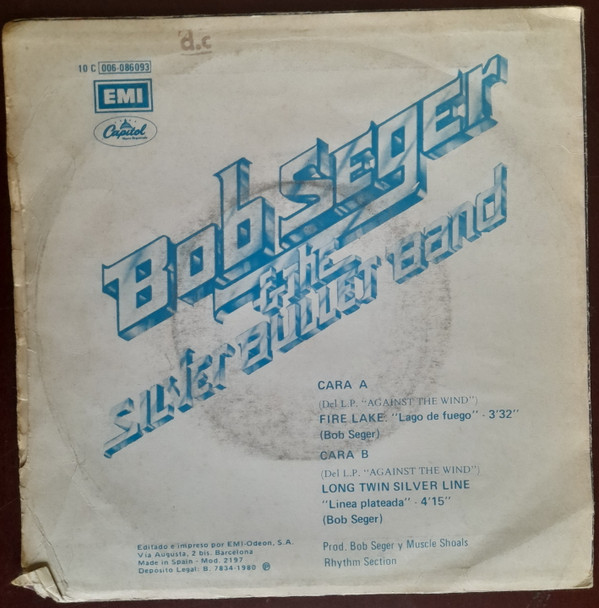 d.c
10 C 006-086093
EMI
Capitol
Bob Seger
& the
Silver Bullet Band
CARA A
(Del L.P. "AGAINST THE WIND")
FIRE LAKE: "Lago de fuego" - 3'32"
(Bob Seger)
CARA B
(Del L.P. "AGAINST THE WIND")
LONG TWIN SILVER LINE
"Linea plateada" - 4'15"
(Bob Seger)
Prod. Bob Seger y Muscle Shoals
Rhythm Section
Editado e impreso por EMI-Odeon, S.A.
Vía Augusta, 2 bis. Barcelona
Made in Spain - Mod. 2197
Depósito Legal: B. 7834-1980 ℗